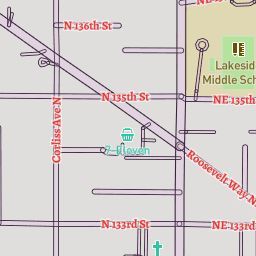 N 136th St
NE
Lakeside
Middle Sch
N 135th St
NE 135th
Corliss Ave N
7-Eleven
Roosevelt Way N
N 133rd St
NE 133rd